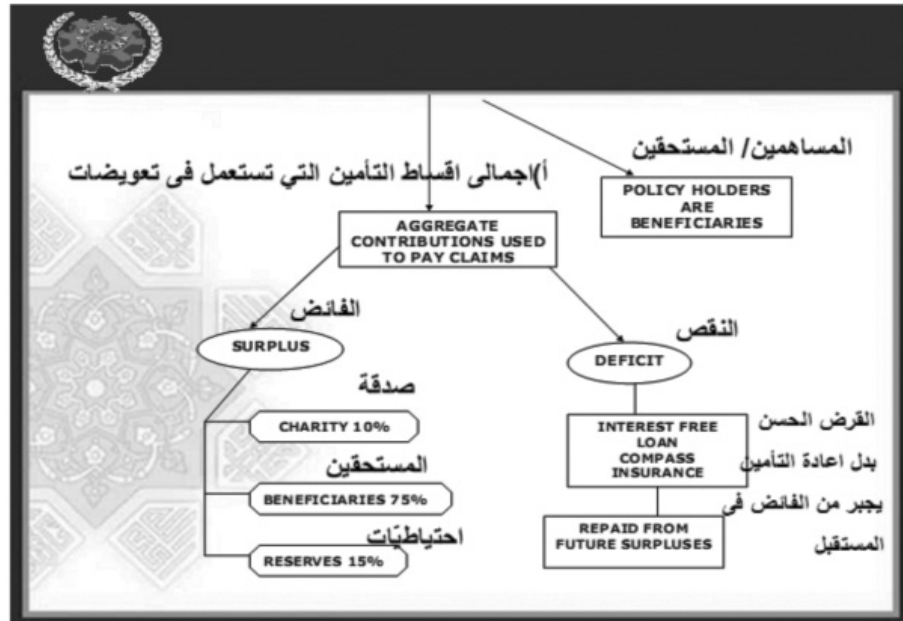 المساهمين/ المستحقين
POLICY HOLDERS
ARE
BENEFICIARIES
أ)اجمالى اقساط التأمين التي تستعمل فى تعويضات
AGGREGATE
CONTRIBUTIONS USED
TO PAY CLAIMS
الفائض
SURPLUS
صدقة
CHARITY 10%
المستحقين
BENEFICIARIES 75%
احتياطيّات
RESERVES 15%
النقص
DEFICIT
القرض الحسن
INTEREST FREE
LOAN
COMPASS
INSURANCE
بدل اعادة التأمين
يجبر من الفائض فى
المستقبل
REPAID FROM
FUTURE SURPLUSES